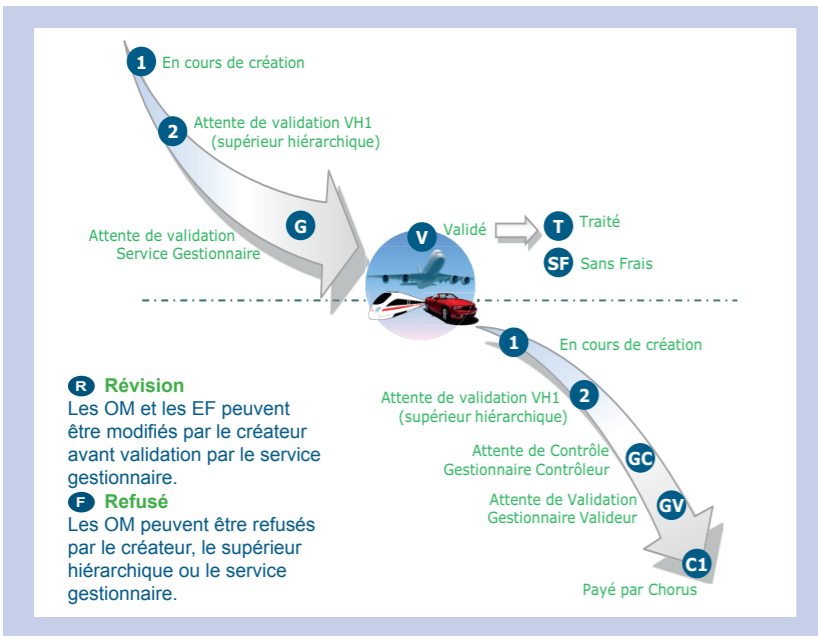 1 En cours de création
2 Attente de validation VH1
(supérieur hiérarchique)
G
Attente de validation
Service Gestionnaire
V Validé
T Traité
SF Sans Frais
1 En cours de création
Attente de validation VH1 2
(supérieur hiérarchique)
Attente de Contrôle GC
Gestionnaire Contrôleur
Attente de Validation GV
Gestionnaire Valideur
C1
Payé par Chorus
R Révision
Les OM et les EF peuvent
être modifiés par le créateur
avant validation par le service
gestionnaire.
F Refusé
Les OM peuvent être refusés
par le créateur, le supérieur
hiérarchique ou le service
gestionnaire.